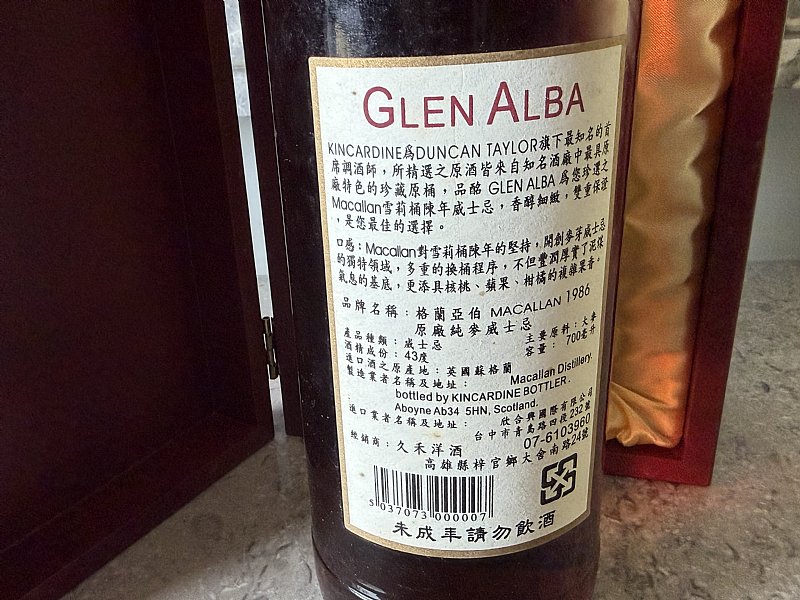 GLEN ALBA
KINCARDINE為DUNCAN TAYLOR旗下最知名的首
席調酒師，所精選之原酒皆來自知名酒廠中最具原
廠特色的珍藏原桶，品酩 GLEN ALBA 為您珍選之
Macallan雪莉桶陳年威士忌，香醇細緻，雙重保證
，是您最佳的選擇。
口感：Macallan對雪莉桶陳年的堅持，開創麥芽威士忌
的獨特領域，多重的換桶程序，不但豐潤厚實了泥煤
氣息的基底，更添具核桃、蘋果、柑橘的複雜果香。
品牌名稱：格蘭亞伯 MACALLAN 1986
原廠純麥威士忌
產品種類：威士忌 主要原料：大麥
酒精成份：43度 容量：700毫升
進口酒之原產地：英國蘇格蘭
製造業者名稱及地址： Macallan Distillery.
bottled by KINCARDINE BOTTLER.
Aboyne Ab34 5HN, Scotland.
進口業者名稱及地址： 欣合興國際有限公司
台中市青島路四段232號
經銷商：久禾洋酒 07-6103960
高雄縣梓官鄉大舍南路24號
5 037073 000007
未成年請勿飲酒